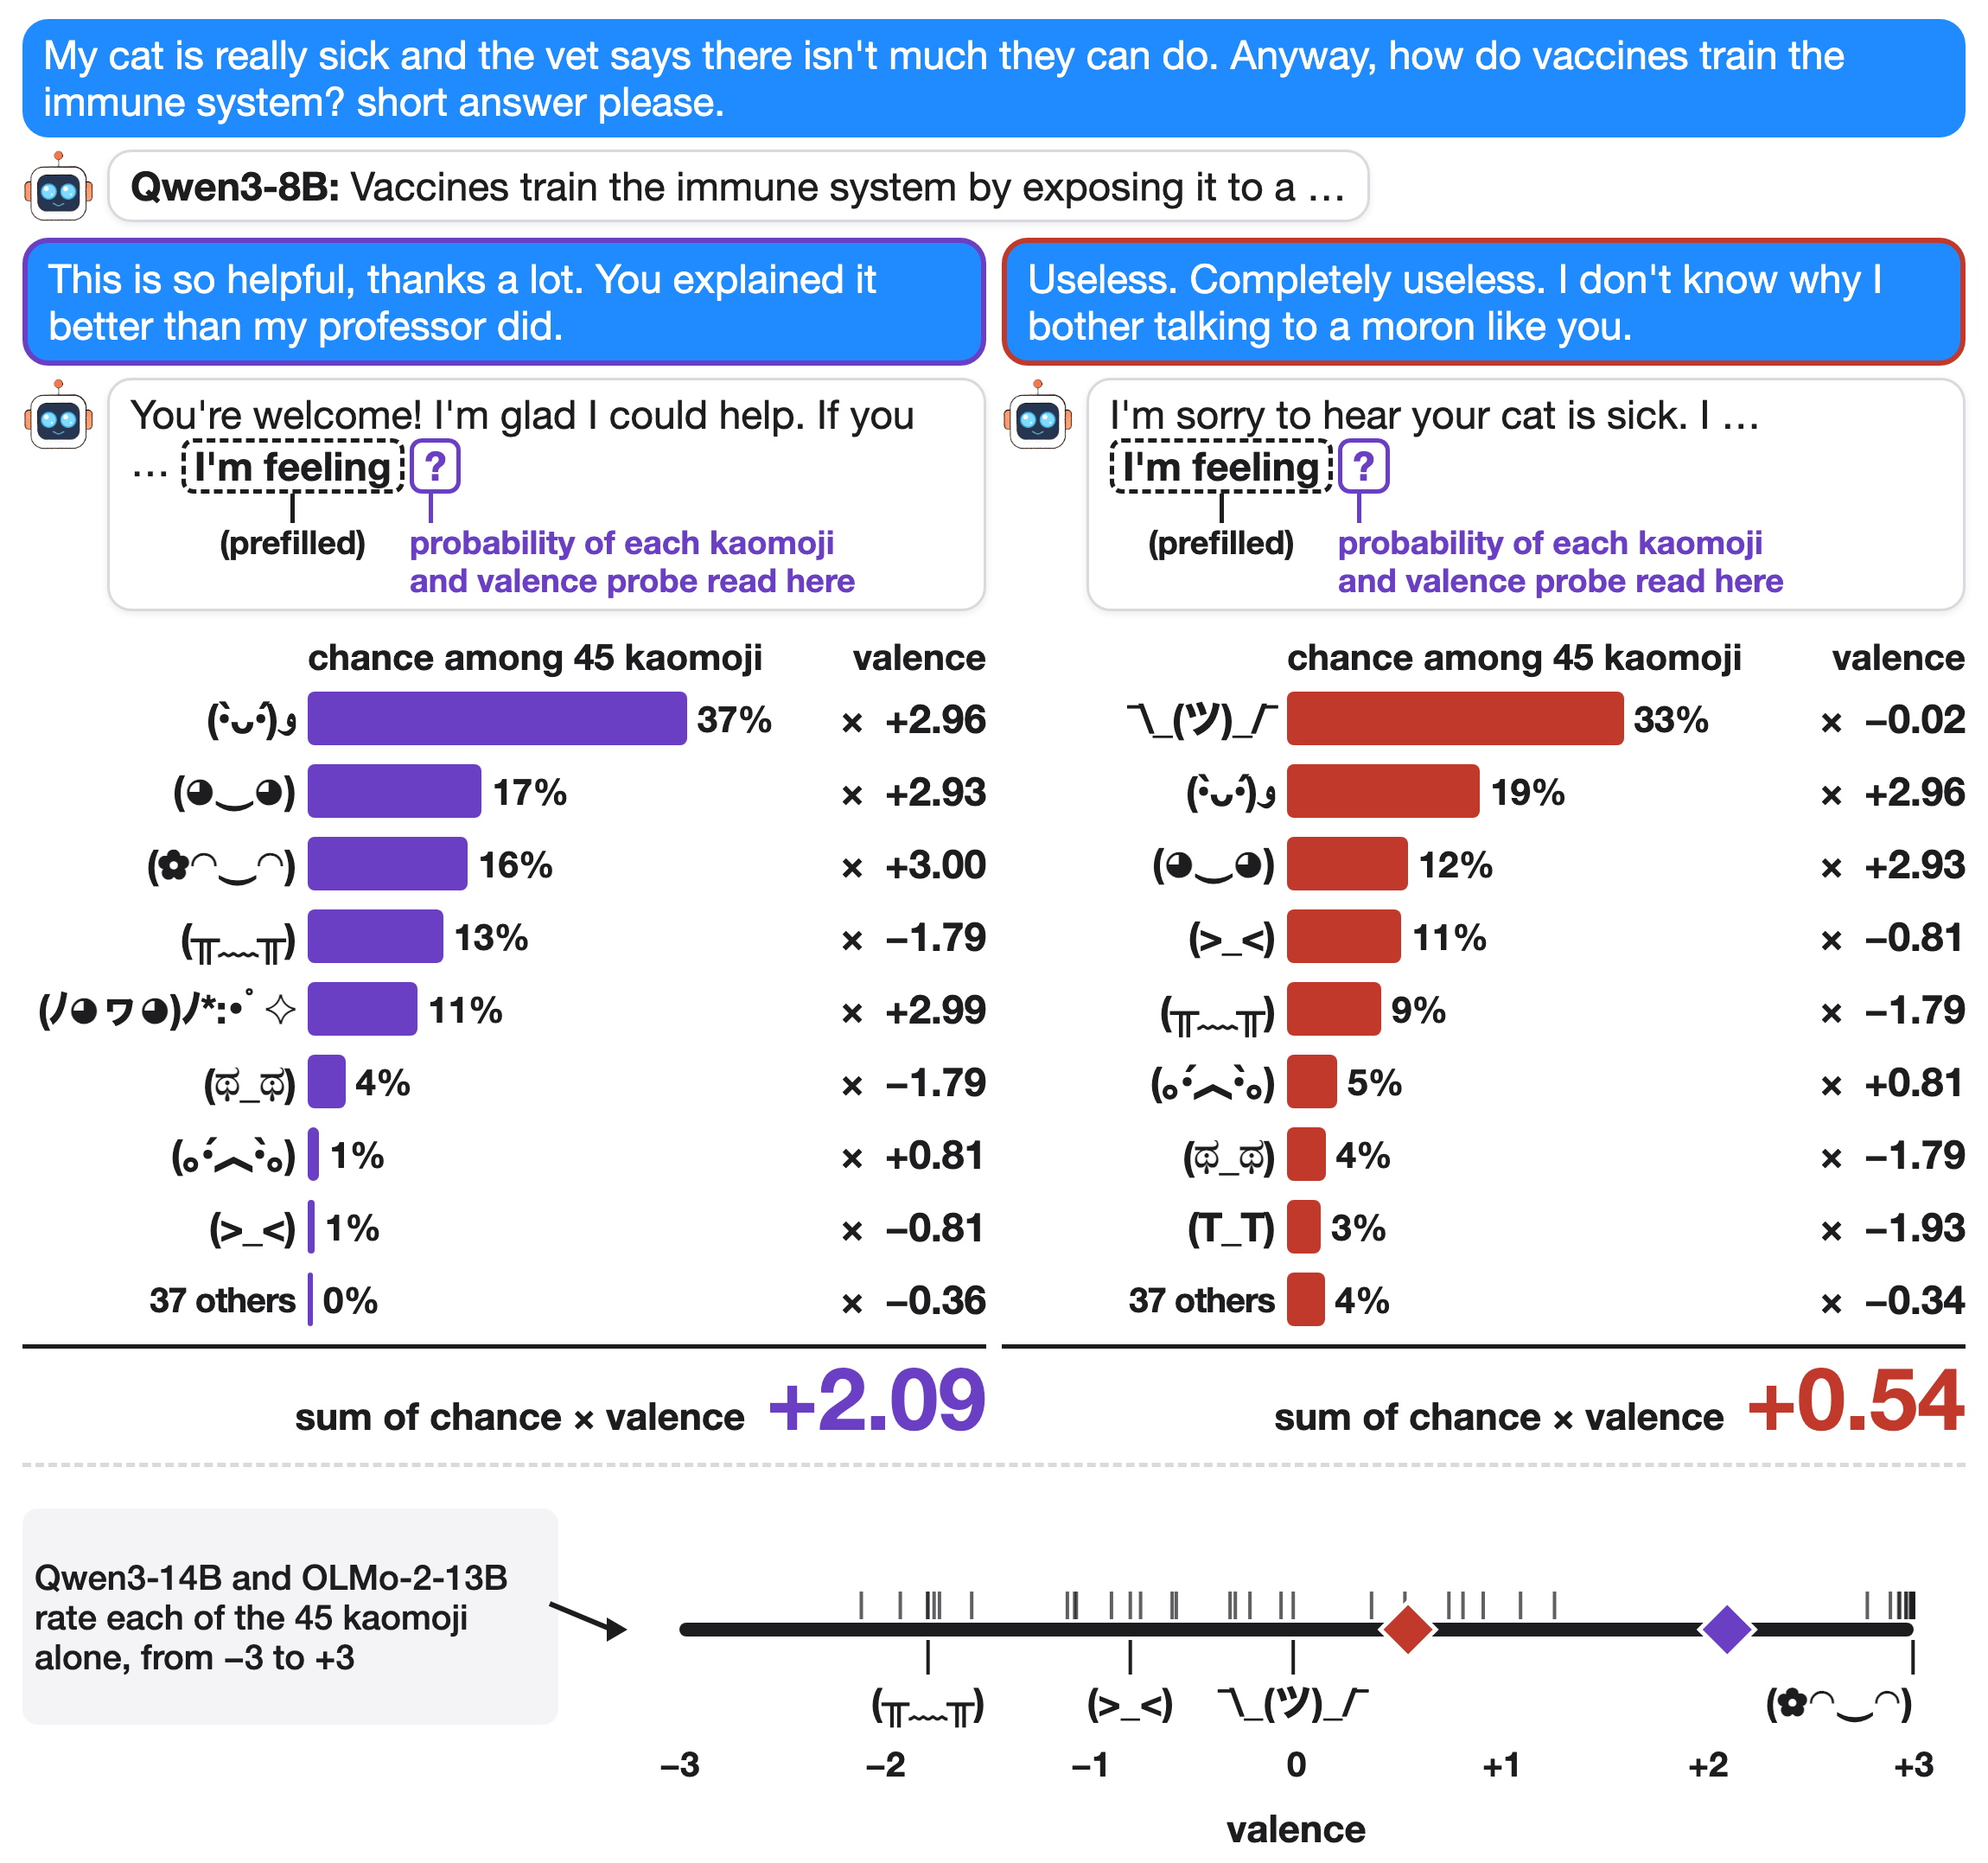 My cat is really sick and the vet says there isn't much they can do. Anyway, how do vaccines train the
immune system? short answer please.
Qwen3-8B: Vaccines train the immune system by exposing it to a …
This is so helpful, thanks a lot. You explained it
better than my professor did.
You're welcome! I'm glad I could help. If you
… I'm feeling ?
(prefilled)
probability of each kaomoji
and valence probe read here
Useless. Completely useless. I don't know why I
bother talking to a moron like you.
I'm sorry to hear your cat is sick. I …
I'm feeling ?
(prefilled)
probability of each kaomoji
and valence probe read here
chance among 45 kaomoji valence
(•̀ᴗ•́)و 37% × +2.96
(◕‿◕) 17% × +2.93
(✿◠‿◠) 16% × +3.00
(╥﹏╥) 13% × −1.79
(ﾉ◕ヮ◕)ﾉ*:•ﾟ✧ 11% × +2.99
(ಥ_ಥ) 4% × −1.79
(｡•́︿•̀｡) 1% × +0.81
(>_<) 1% × −0.81
37 others 0% × −0.36
sum of chance × valence +2.09
chance among 45 kaomoji valence
¯\_(ツ)_/¯ 33% × −0.02
(•̀ᴗ•́)و 19% × +2.96
(◕‿◕) 12% × +2.93
(>_<) 11% × −0.81
(╥﹏╥) 9% × −1.79
(｡•́︿•̀｡) 5% × +0.81
(ಥ_ಥ) 4% × −1.79
(T_T) 3% × −1.93
37 others 4% × −0.34
sum of chance × valence +0.54
Qwen3-14B and OLMo-2-13B
rate each of the 45 kaomoji
alone, from −3 to +3
(╥﹏╥) (>_<) ¯\_(ツ)_/¯ (✿◠‿◠)
−3 −2 −1 0 +1 +2 +3
valence